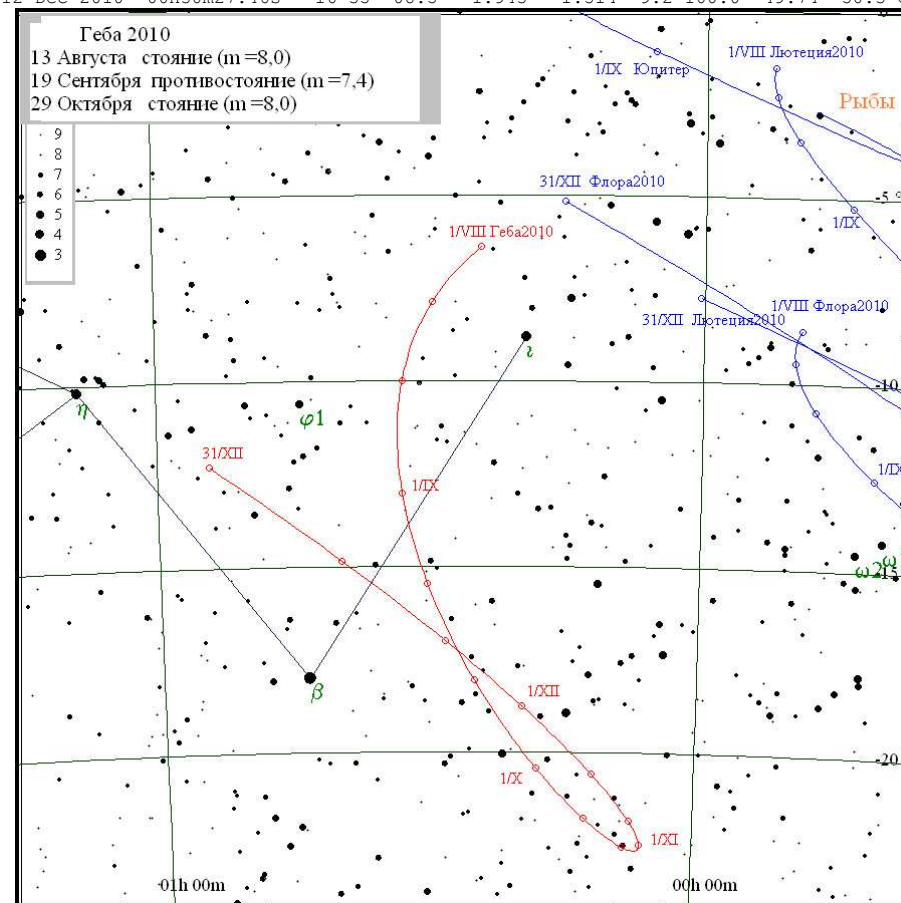 Геба 2010
13 Августа стояние (m =8,0)
19 Сентября противостояние (m =7,4)
29 Октября стояние (m =8,0)
9
8
7
6
5
4
3
1/VIII Лютеция2010
1/IX Юпитер
Рыбы
31/XII Флора2010
-5 °
1/IX
1/VIII Геба2010
1/VIII Флора2010
31/XII Лютеция2010
ι
-10
η
φ1
31/XII
1/IX
1/IX
ω2 ω
-15
β
1/XII
1/X
-20
1/XI
01h 00m
00h 00m